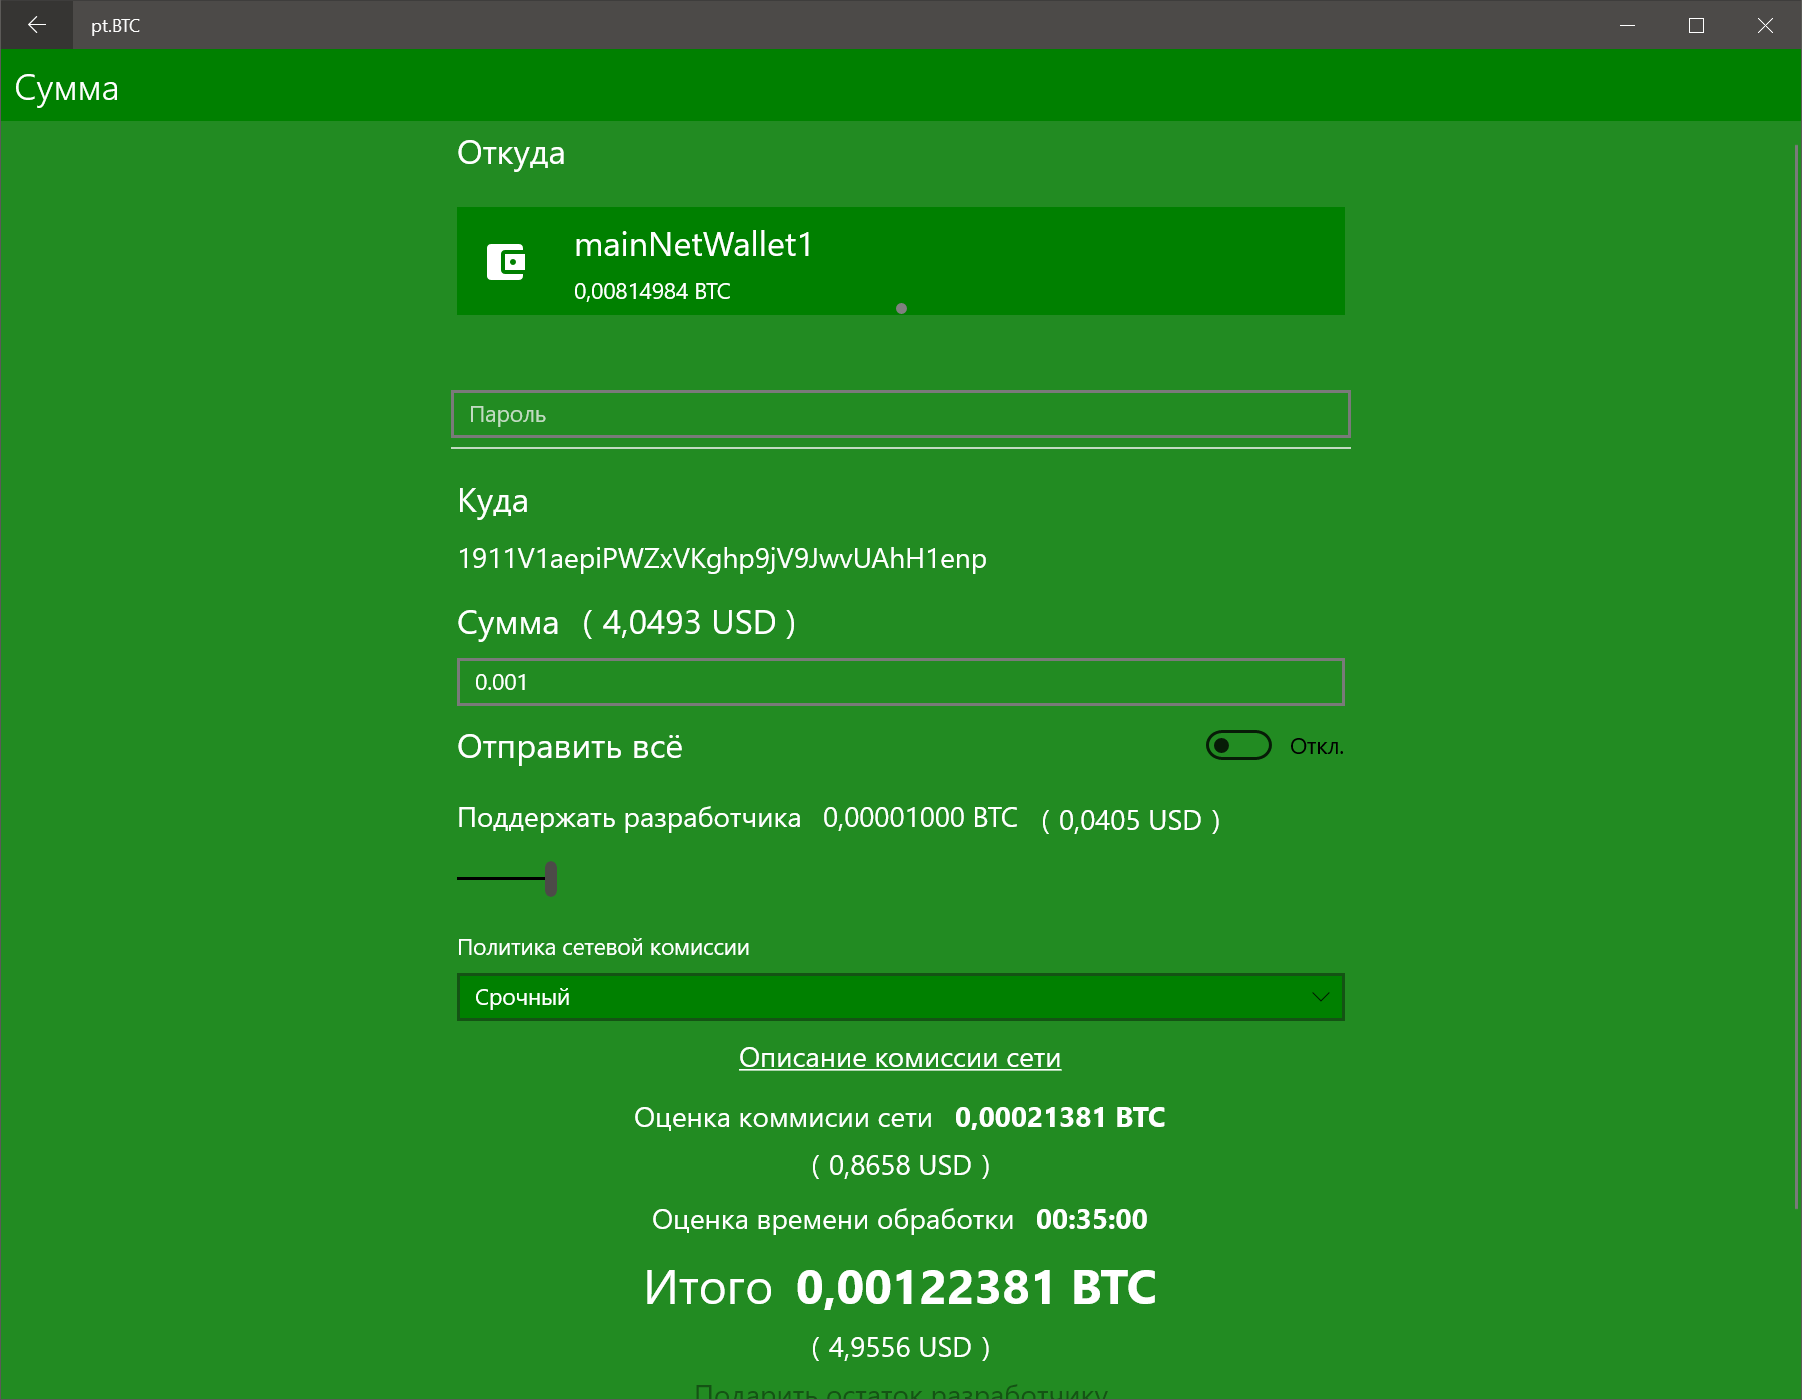 pt.BTC
Сумма
Откуда
mainNetWallet1
0,00814984 BTC
Пароль
Куда
1911V1aepiPWZxVKghp9jV9JwvUAhH1enp
Сумма ( 4,0493 USD )
0.001
Отправить всё Откл.
Поддержать разработчика 0,00001000 BTC ( 0,0405 USD )
Политика сетевой комиссии
Срочный
Описание комиссии сети
Оценка коммисии сети 0,00021381 BTC
( 0,8658 USD )
Оценка времени обработки 00:35:00
Итого 0,00122381 BTC
( 4,9556 USD )
Подарить остаток разработчику